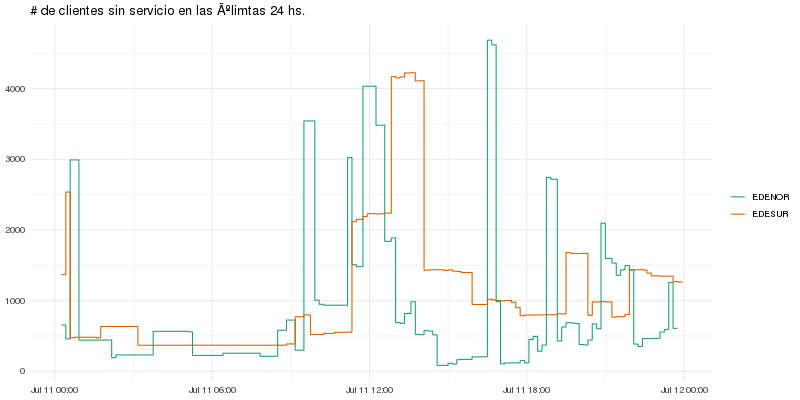 # de clientes sin servicio en las Ãºlimtas 24 hs.
4000
3000
2000
1000
0
Jul 11 00:00
Jul 11 06:00
Jul 11 12:00
Jul 11 18:00
Jul 12 00:00
EDENOR
EDESUR